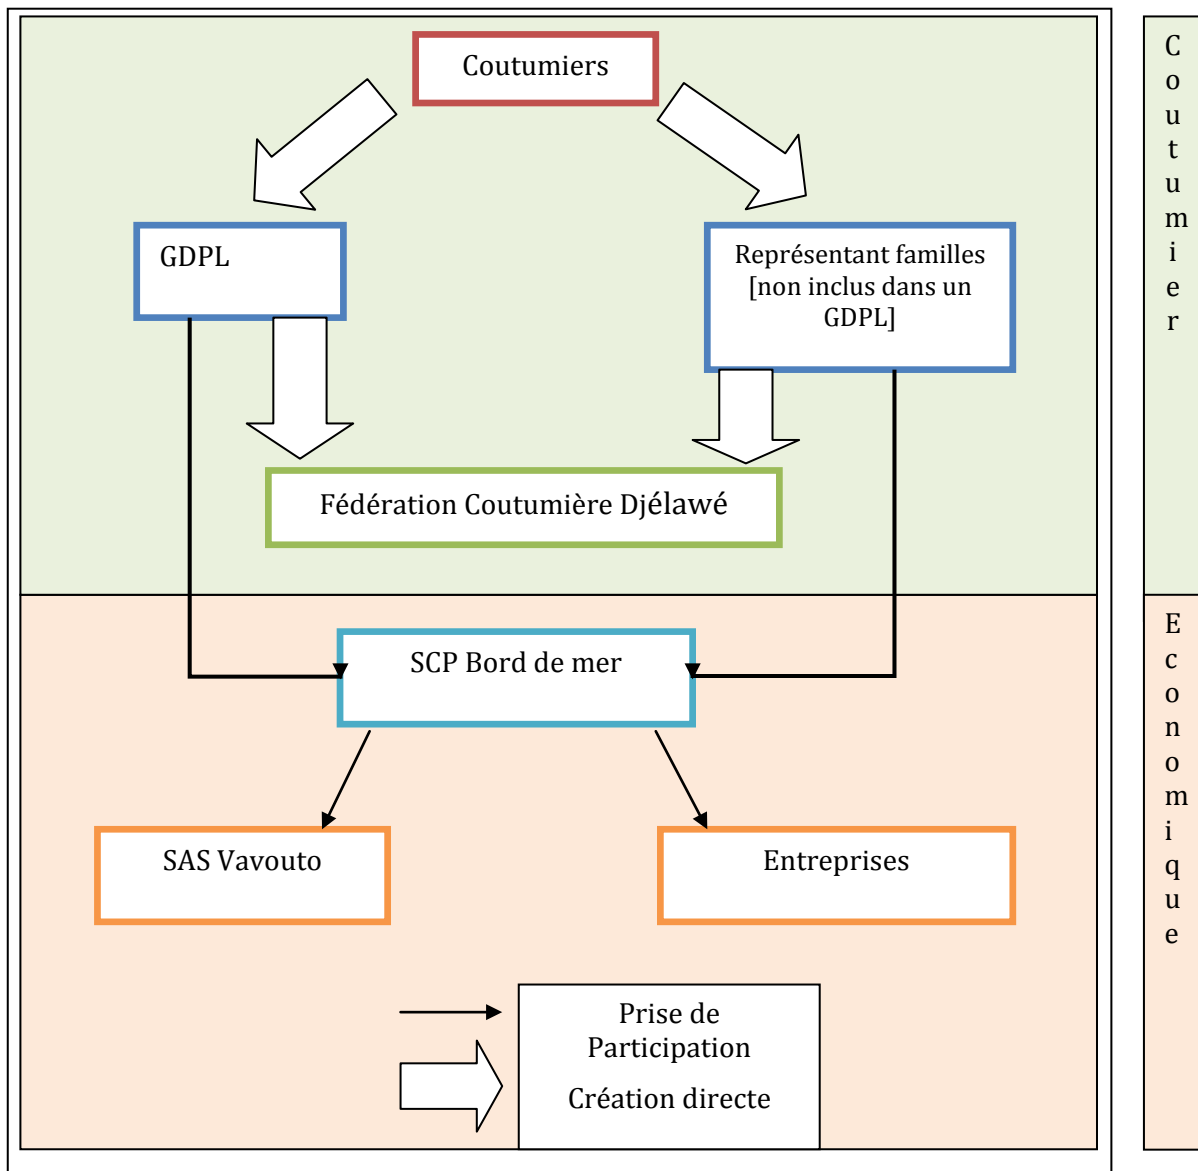 Coutumiers
GDPL
Représentant familles
[non inclus dans un
GDPL]
Fédération Coutumière Djélawé
SCP Bord de mer
SAS Vavouto
Entreprises
Prise de
Participation
Création directe
C
o
u
t
u
m
i
e
r
E
c
o
n
o
m
i
q
u
e